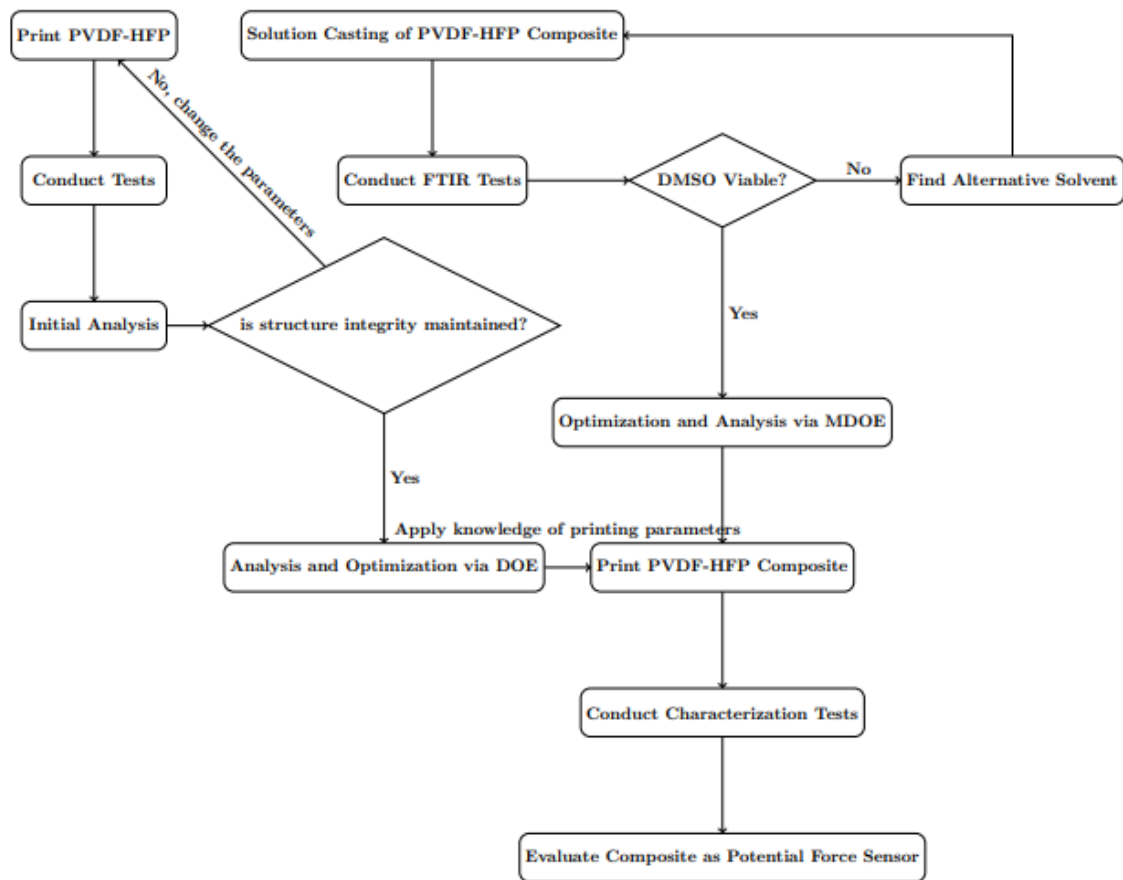 Print PVDF-HFP
Solution Casting of PVDF-HFP Composite
No, change the parameters
Conduct Tests
Conduct FTIR Tests
DMSO Viable?
No
Find Alternative Solvent
Initial Analysis
is structure integrity maintained?
Yes
Optimization and Analysis via MDOE
Yes
Apply knowledge of printing parameters
Analysis and Optimization via DOE
Print PVDF-HFP Composite
Conduct Characterization Tests
Evaluate Composite as Potential Force Sensor